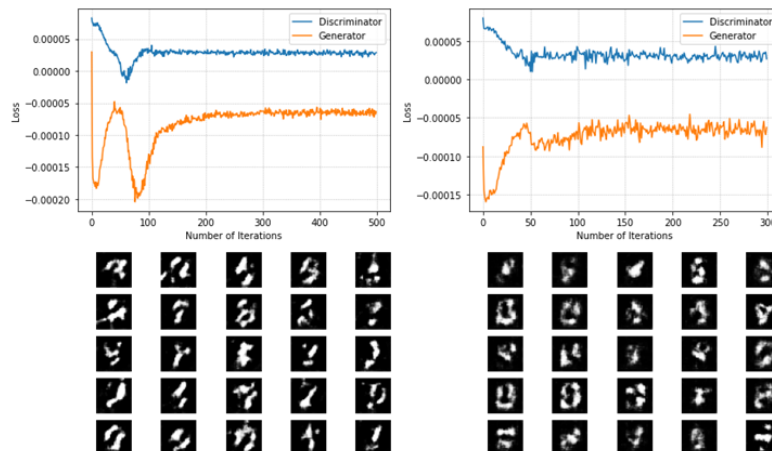 Discriminator
Generator
0.00005
0.00000
−0.00005
−0.00010
−0.00015
−0.00020
Loss
0 100 200 300 400 500
Number of Iterations
Discriminator
Generator
0.00005
0.00000
−0.00005
−0.00010
−0.00015
Loss
0 50 100 150 200 250 300
Number of Iterations